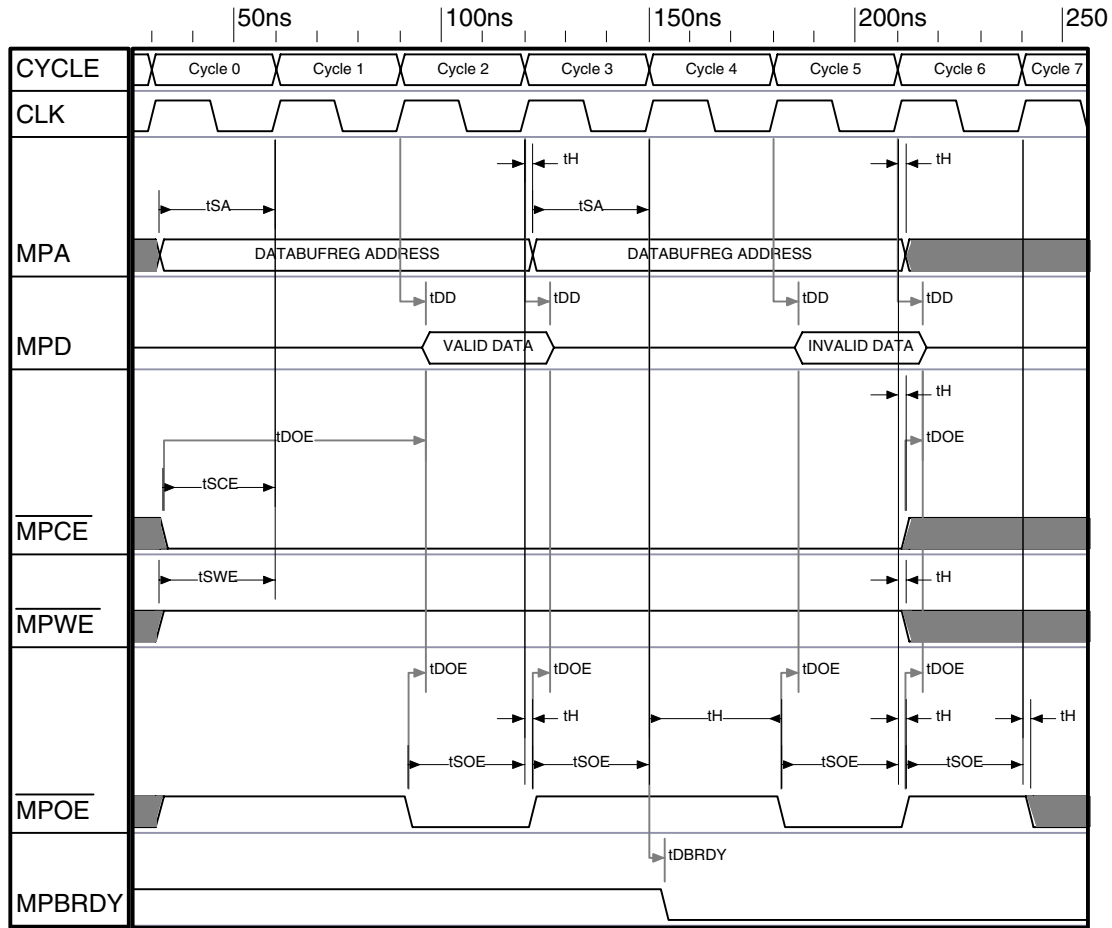 50ns 100ns 150ns 200ns 250
CYCLE Cycle 0 Cycle 1 Cycle 2 Cycle 3 Cycle 4 Cycle 5 Cycle 6 Cycle 7
CLK
tH tH
tSA tSA
MPA DATABUFREG ADDRESS DATABUFREG ADDRESS
tDD tDD tDD tDD
MPD VALID DATA INVALID DATA
tH
tDOE tDOE
tSCE
MPCE
tSWE tH
MPWE
tDOE tDOE tDOE tDOE
tH tH tH tH
tSOE tSOE tSOE tSOE
MPOE
tDBRDY
MPBRDY